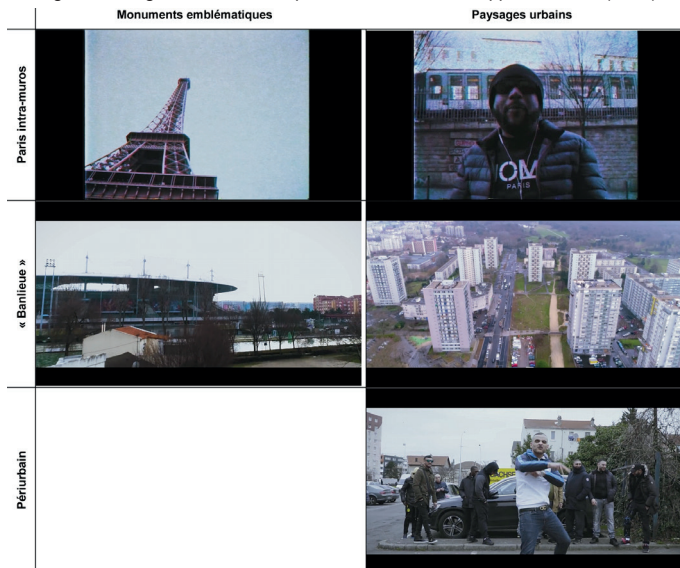 Monuments emblématiques
Paysages urbains
Paris intra-muros
OM
PARIS
« Banlieue »
Périurbain